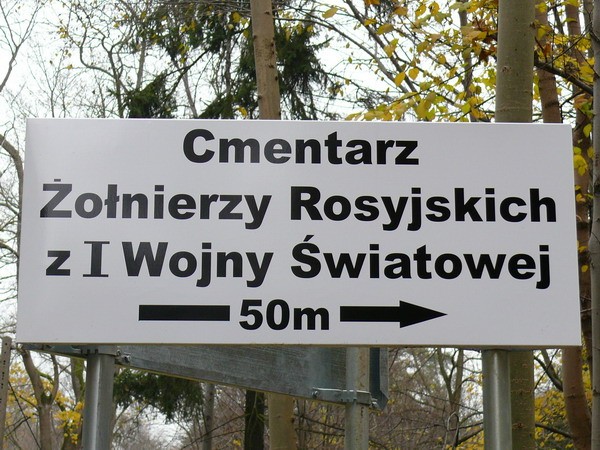 Cmentarz
Żołnierzy Rosyjskich
z I Wojny Światowej
50m